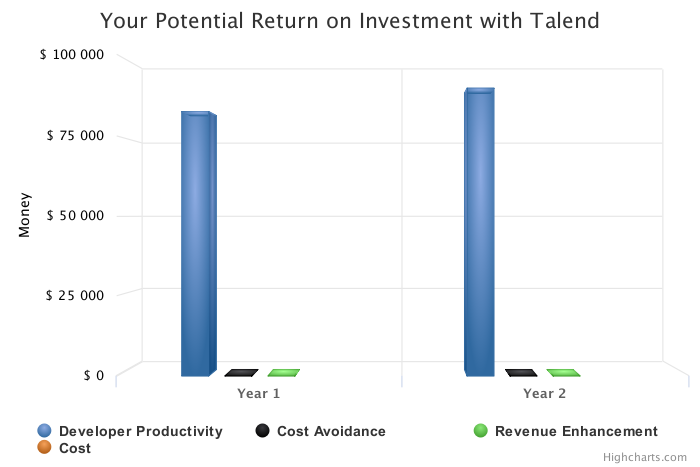 Your Potential Return on Investment with Talend
$ 100 000
$ 75 000
$ 50 000
$ 25 000
$ 0
Money
Year 1
Year 2
Developer Productivity
Cost Avoidance
Revenue Enhancement
Cost
Highcharts.com